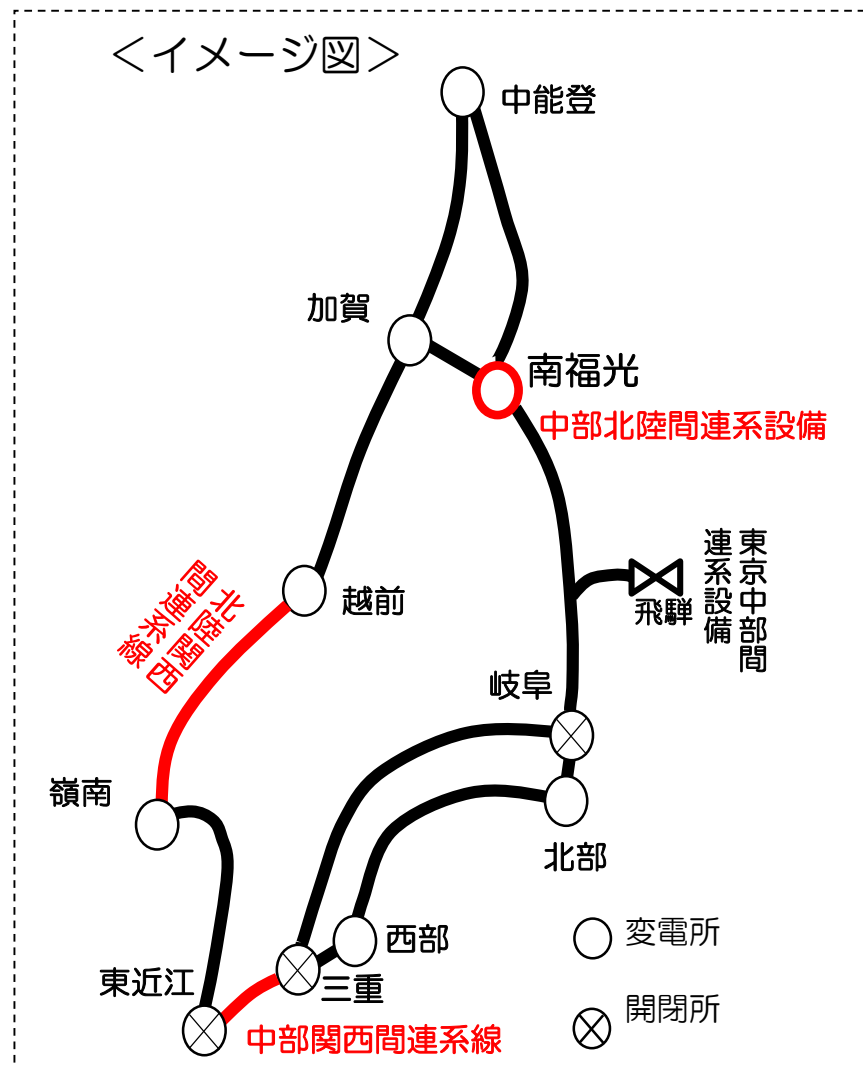 ＜イメージ図＞
中能登
加賀
南福光
中部北陸間連系設備
東京中部間
連系設備
飛騨
越前
北陸関西
間連系線
岐阜
嶺南
北部
西部
変電所
東近江
三重
開閉所
中部関西間連系線